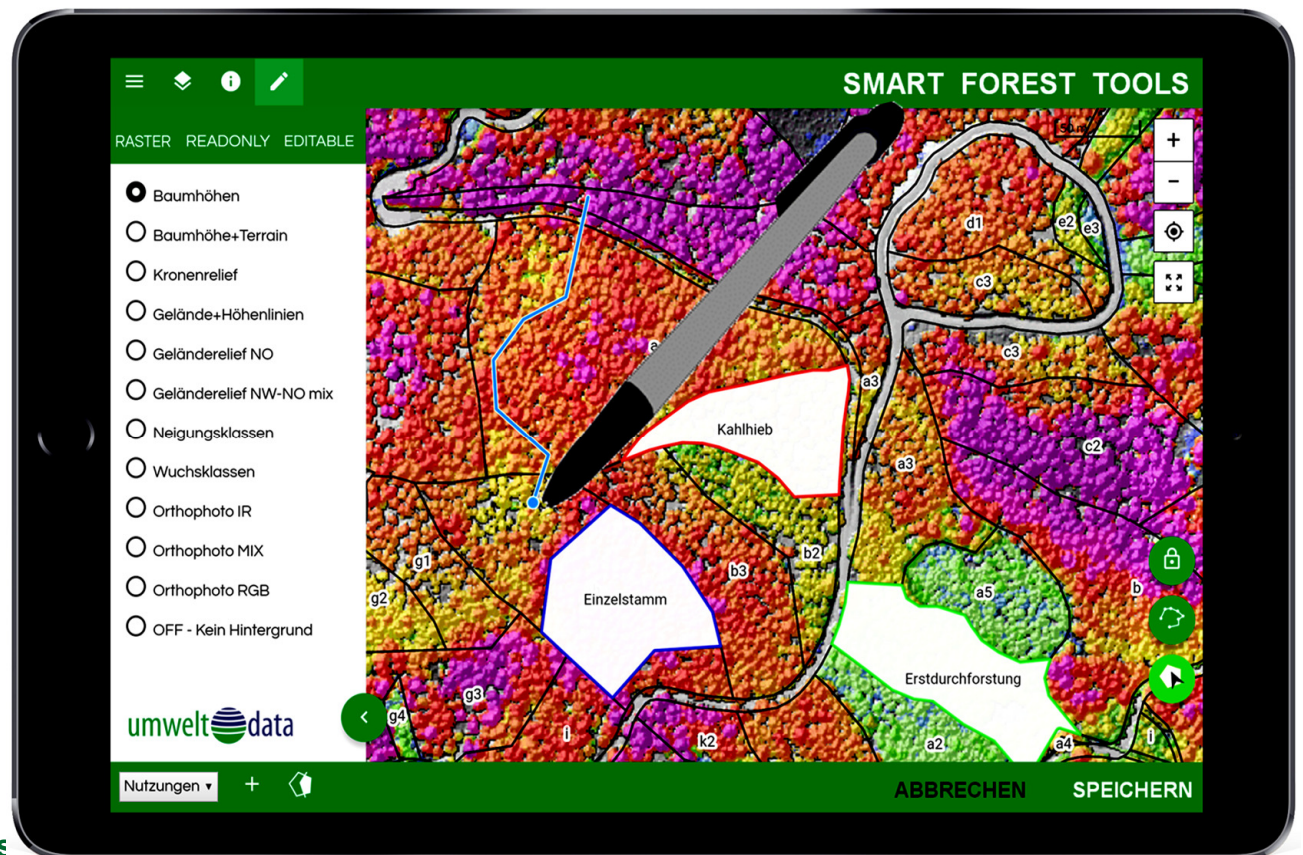 SMART FOREST TOOLS
RASTER READONLY EDITABLE
Baumhöhen
Baumhöhe+Terrain
Kronenrelief
Gelände+Höhenlinien
Geländerelief NO
Geländerelief NW-NO mix
Neigungsklassen
Wuchsklassen
Orthophoto IR
Orthophoto MIX
Orthophoto RGB
OFF - Kein Hintergrund
umwelt data
50 m
+
−
d1
e2
e3
c3
c3
a
a3
Kahlhieb
c2
a3
b2
g1
b3
a5
b
g2
Einzelstamm
Erstdurchforstung
g3
g4
i
k2
a2
a4
i
Nutzungen
+
ABBRECHEN
SPEICHERN
s